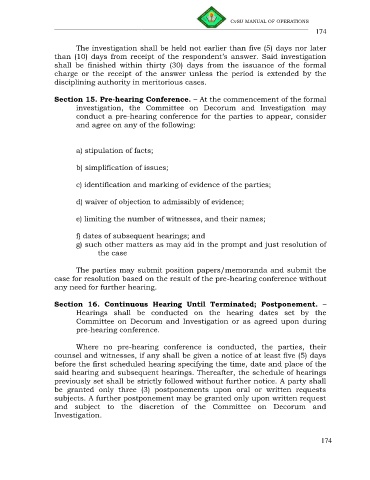 CNSU MANUAL OF OPERATIONS
174
The investigation shall be held not earlier than five (5) days nor later
than (10) days from receipt of the respondent's answer. Said investigation
shall be finished within thirty (30) days from the issuance of the formal
charge or the receipt of the answer unless the period is extended by the
disciplining authority in meritorious cases.
Section 15. Pre-hearing Conference. – At the commencement of the formal
investigation, the Committee on Decorum and Investigation may
conduct a pre-hearing conference for the parties to appear, consider
and agree on any of the following:
a) stipulation of facts;
b) simplification of issues;
c) identification and marking of evidence of the parties;
d) waiver of objection to admissibly of evidence;
e) limiting the number of witnesses, and their names;
f) dates of subsequent hearings; and
g) such other matters as may aid in the prompt and just resolution of
the case
The parties may submit position papers/memoranda and submit the
case for resolution based on the result of the pre-hearing conference without
any need for further hearing.
Section 16. Continuous Hearing Until Terminated; Postponement. –
Hearings shall be conducted on the hearing dates set by the
Committee on Decorum and Investigation or as agreed upon during
pre-hearing conference.
Where no pre-hearing conference is conducted, the parties, their
counsel and witnesses, if any shall be given a notice of at least five (5) days
before the first scheduled hearing specifying the time, date and place of the
said hearing and subsequent hearings. Thereafter, the schedule of hearings
previously set shall be strictly followed without further notice. A party shall
be granted only three (3) postponements upon oral or written requests
subjects. A further postponement may be granted only upon written request
and subject to the discretion of the Committee on Decorum and
Investigation.
174